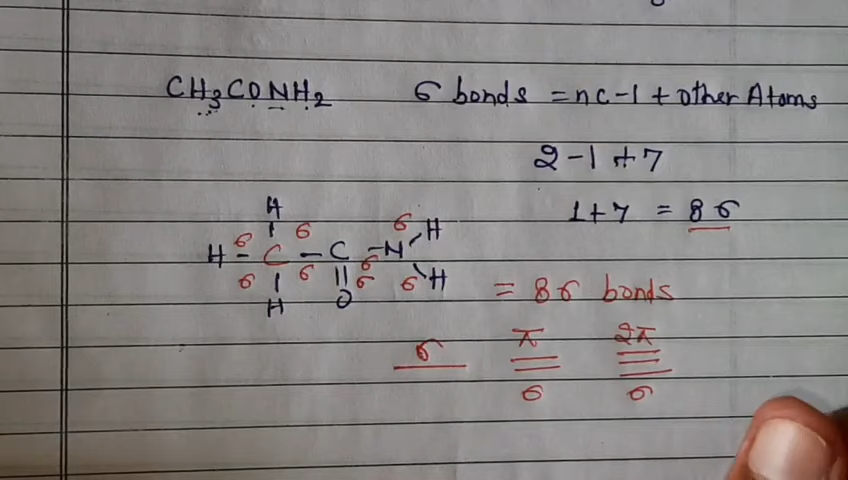 CH₃CONH₂ σ bonds = nc-1 + other Atoms
2-1+7
1+7 = 8σ
H
σ σ σ H
H - C - C - N
σ σ σ σ σ H
H O
= 8σ bonds
σ π 2π
σ σ